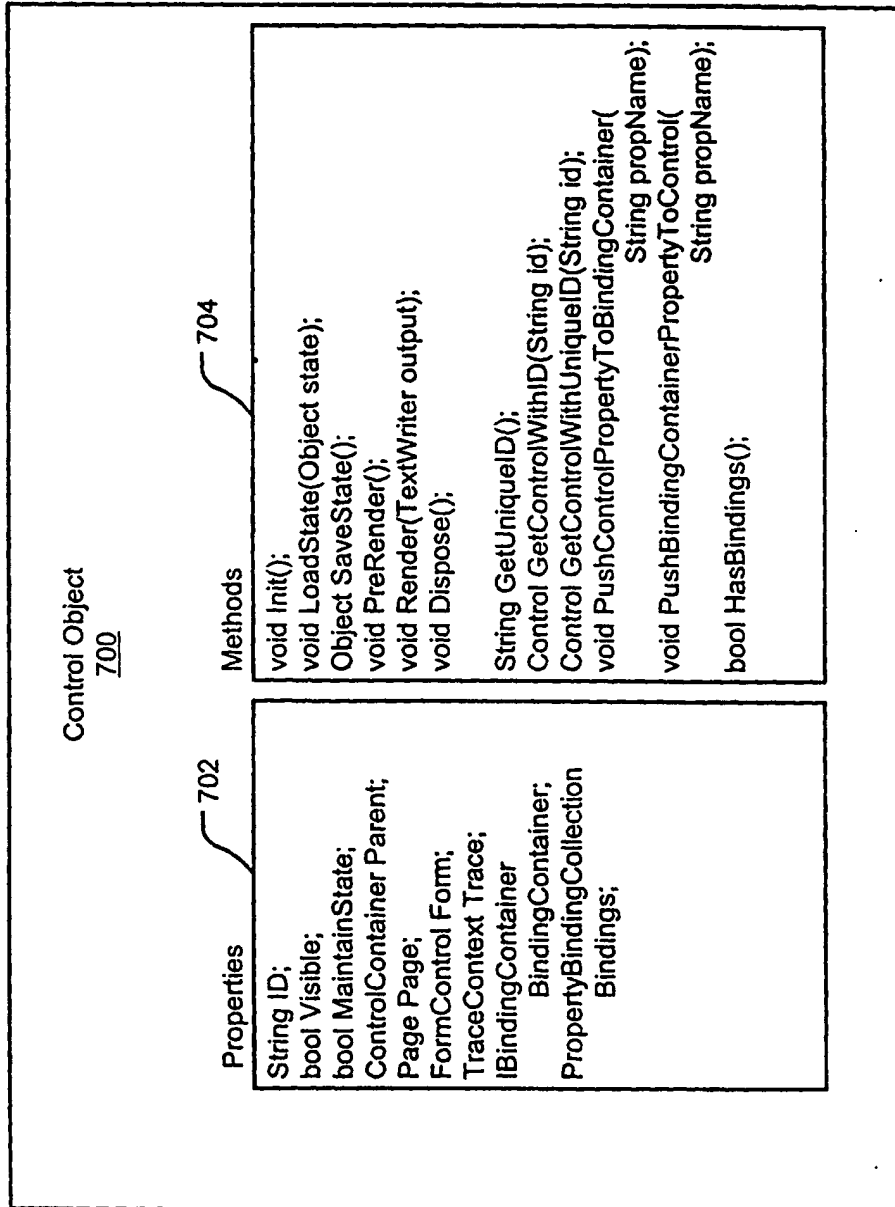 Control Object
700
Properties
702
String ID;
bool Visible;
bool MaintainState;
ControlContainer Parent;
Page Page;
FormControl Form;
TraceContext Trace;
IBindingContainer
BindingContainer;
PropertyBindingCollection
Bindings;
Methods
704
void Init();
void LoadState(Object state);
Object SaveState();
void PreRender();
void Render(TextWriter output);
void Dispose();
String GetUniqueID();
Control GetControlWithID(String id);
Control GetControlWithUniqueID(String id);
void PushControlPropertyToBindingContainer(
String propName);
void PushBindingContainerPropertyToControl(
String propName);
bool HasBindings();